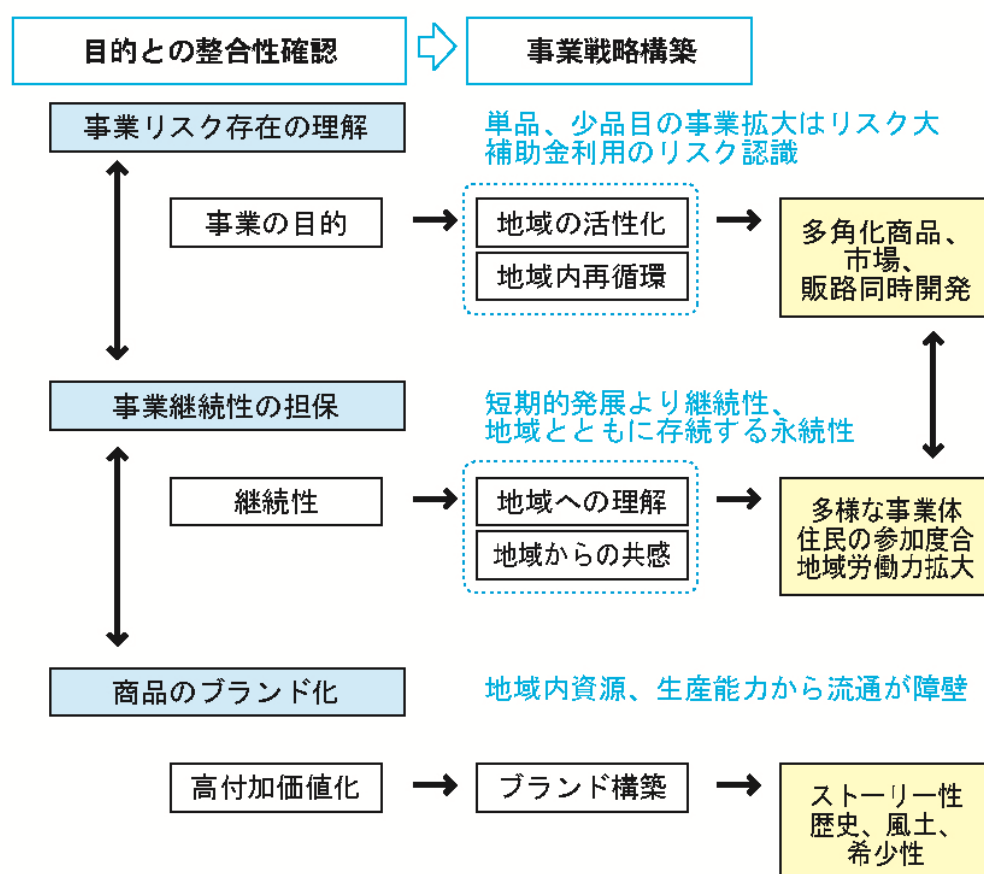 目的との整合性確認
事業戦略構築
事業リスク存在の理解
単品、少品目の事業拡大はリスク大
補助金利用のリスク認識
事業の目的
地域の活性化
地域内再循環
多角化商品、
市場、
販路同時開発
事業継続性の担保
短期的発展より継続性、
地域とともに存続する永続性
継続性
地域への理解
地域からの共感
多様な事業体
住民の参加度合
地域労働力拡大
商品のブランド化
地域内資源、生産能力から流通が障壁
高付加価値化
ブランド構築
ストーリー性
歴史、風土、
希少性